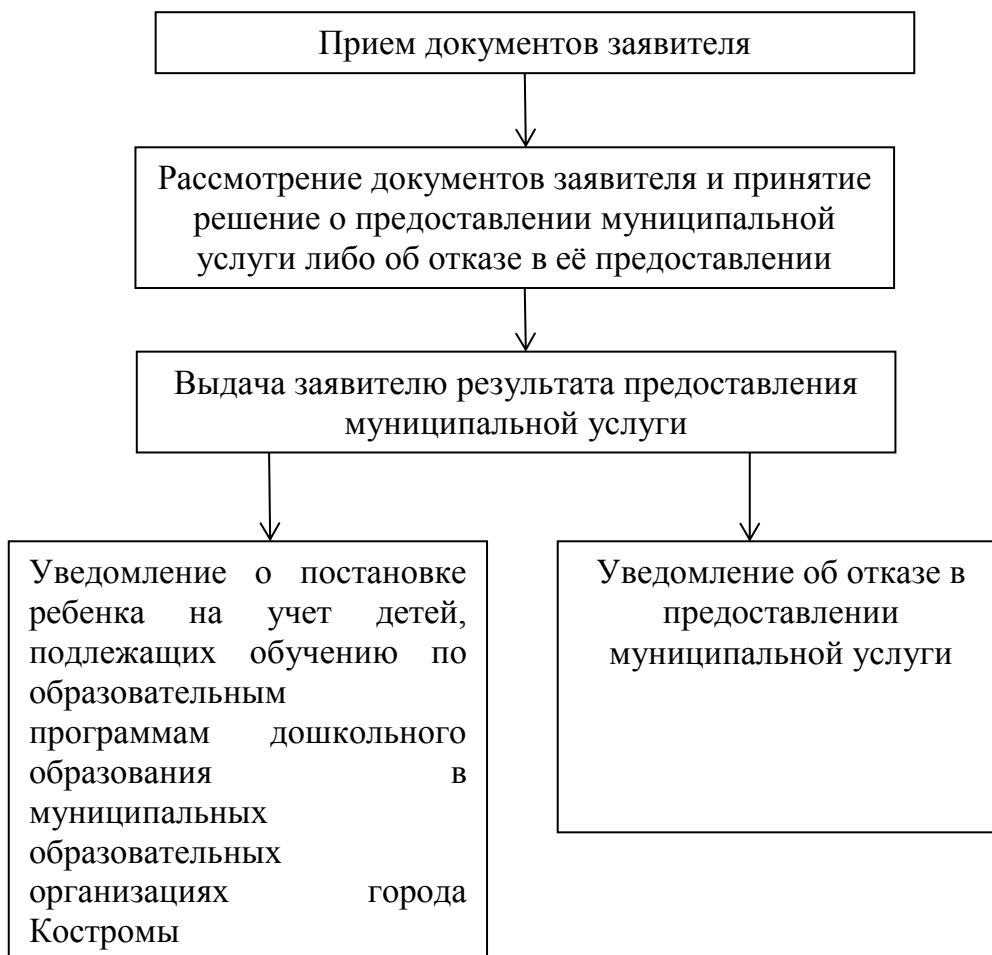 Прием документов заявителя
Рассмотрение документов заявителя и принятие
решение о предоставлении муниципальной
услуги либо об отказе в её предоставлении
Выдача заявителю результата предоставления
муниципальной услуги
Уведомление о постановке
ребенка на учет детей,
подлежащих обучению по
образовательным
программам дошкольного
образования в
муниципальных
образовательных
организациях города
Костромы
Уведомление об отказе в
предоставлении
муниципальной услуги